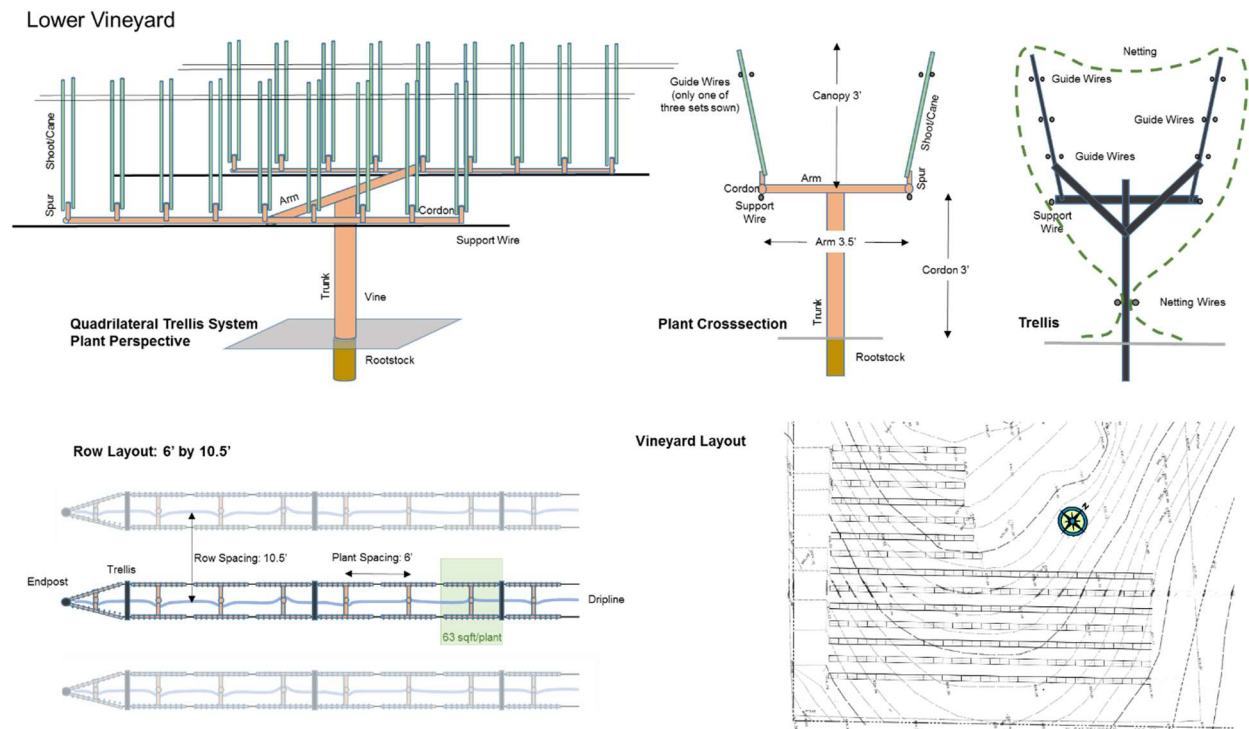 Lower Vineyard
Shoot/Cane
Spur
Arm
Cordon
Support Wire
Trunk
Vine
Rootstock
Quadrilateral Trellis System
Plant Perspective
Guide Wires
(only one of
three sets sown)
Canopy 3'
Shoot/Cane
Arm
Spur
Cordon
Support
Wire
Arm 3.5'
Cordon 3'
Trunk
Plant Crosssection
Rootstock
Netting
Guide Wires
Guide Wires
Guide Wires
Support
Wire
Netting Wires
Trellis
Row Layout: 6' by 10.5'
Row Spacing: 10.5'
Plant Spacing: 6'
Trellis
Endpost
Dripline
63 sqft/plant
Vineyard Layout
N